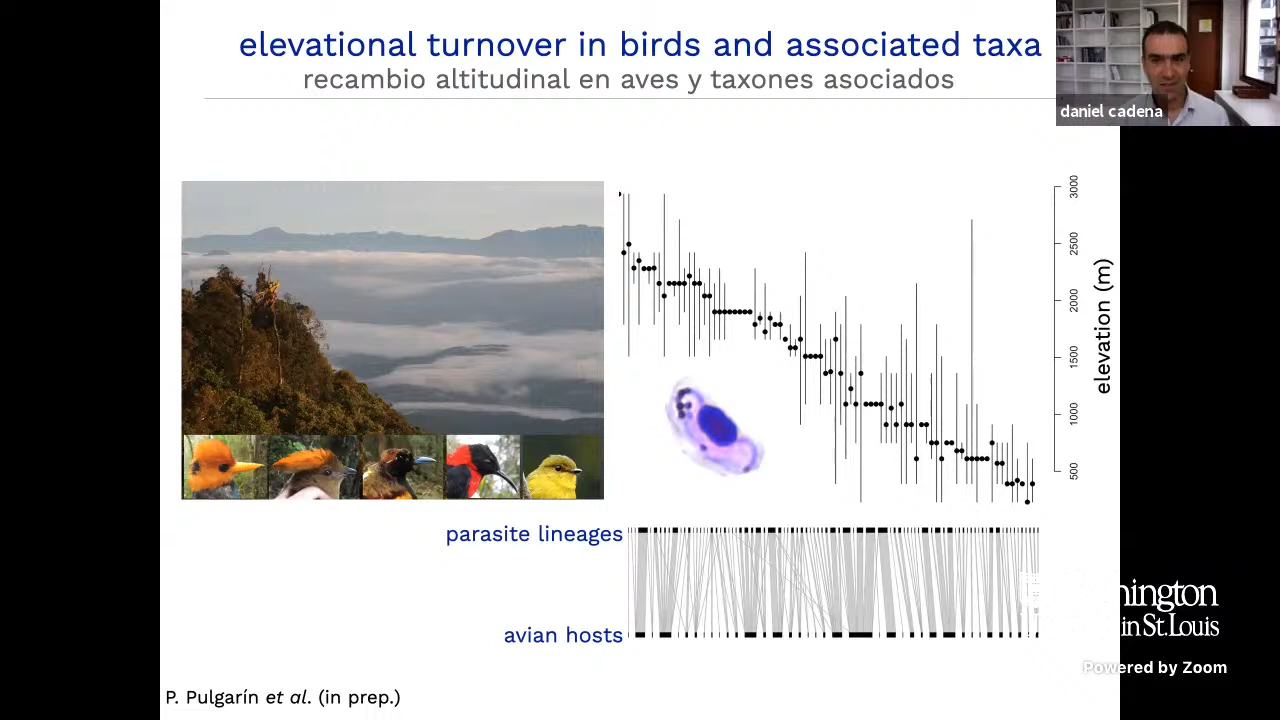 elevational turnover in birds and associated taxa
recambio altitudinal en aves y taxones asociados
daniel cadena
3000
2500
2000
1500
1000
500
elevation (m)
parasite lineages
avian hosts
in St. Louis
Powered by Zoom
P. Pulgarín et al. (in prep.)